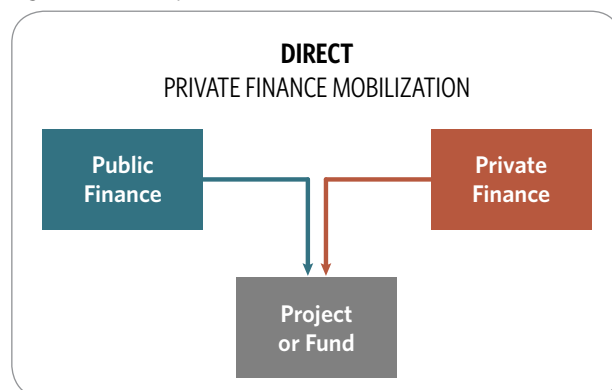 DIRECT
PRIVATE FINANCE MOBILIZATION
Public
Finance
Private
Finance
Project
or Fund